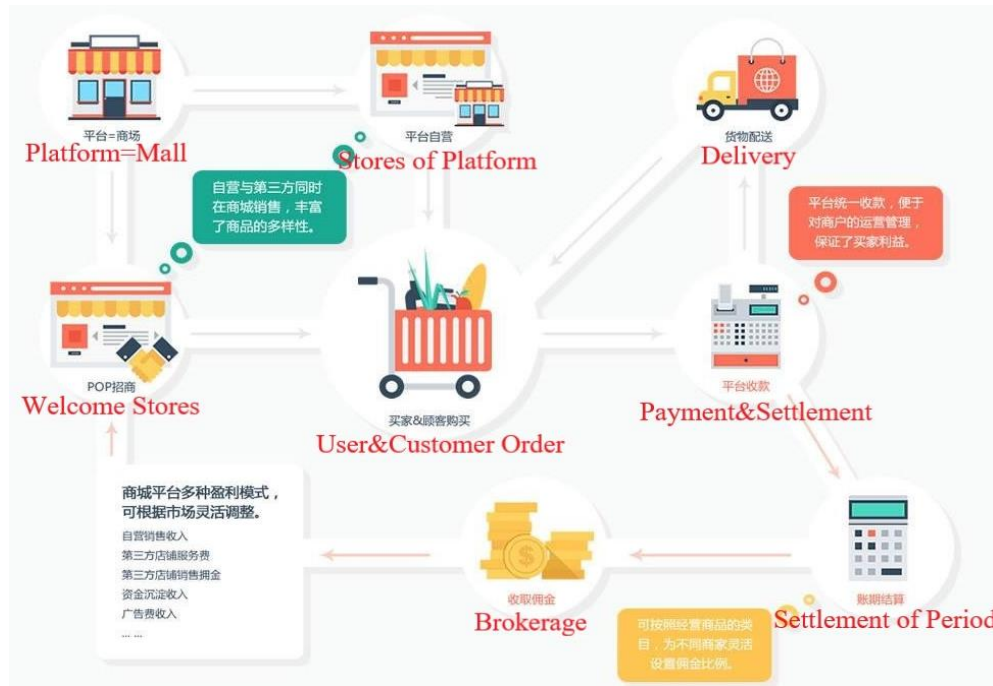 平台=商场
Platform=Mall
平台自营
Stores of Platform
货物配送
Delivery
自营与第三方同时
在商城销售，丰富
了商品的多样性。
平台统一收款，便于
对商户的运营管理，
保证了买家利益。
POP招商
Welcome Stores
买家&顾客购买
User&Customer Order
平台收款
Payment&Settlement
商城平台多种盈利模式，
可根据市场灵活调整。
自营销售收入
第三方店铺服务费
第三方店铺销售拥金
资金沉淀收入
广告费收入
... ...
收取佣金
Brokerage
账期结算
Settlement of Period
可按照经营商品的类
目，为不同商家灵活
设置佣金比例。